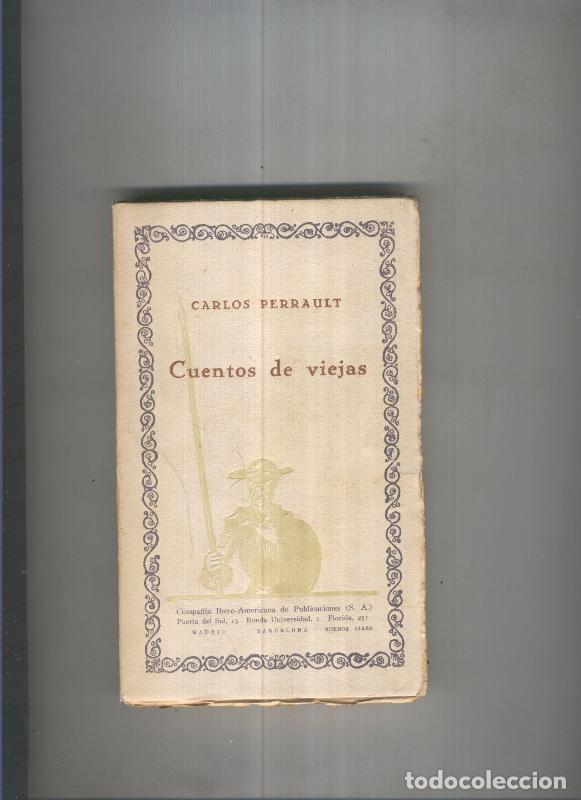 CARLOS PERRAULT
Cuentos de viejas
Compañía Ibero-Americana de Publicaciones (S. A.)
Puerta del Sol, 15 Ronda Universidad, 1 Florida, 251
MADRID BARCELONA BUENOS AIRES
todocoleccion